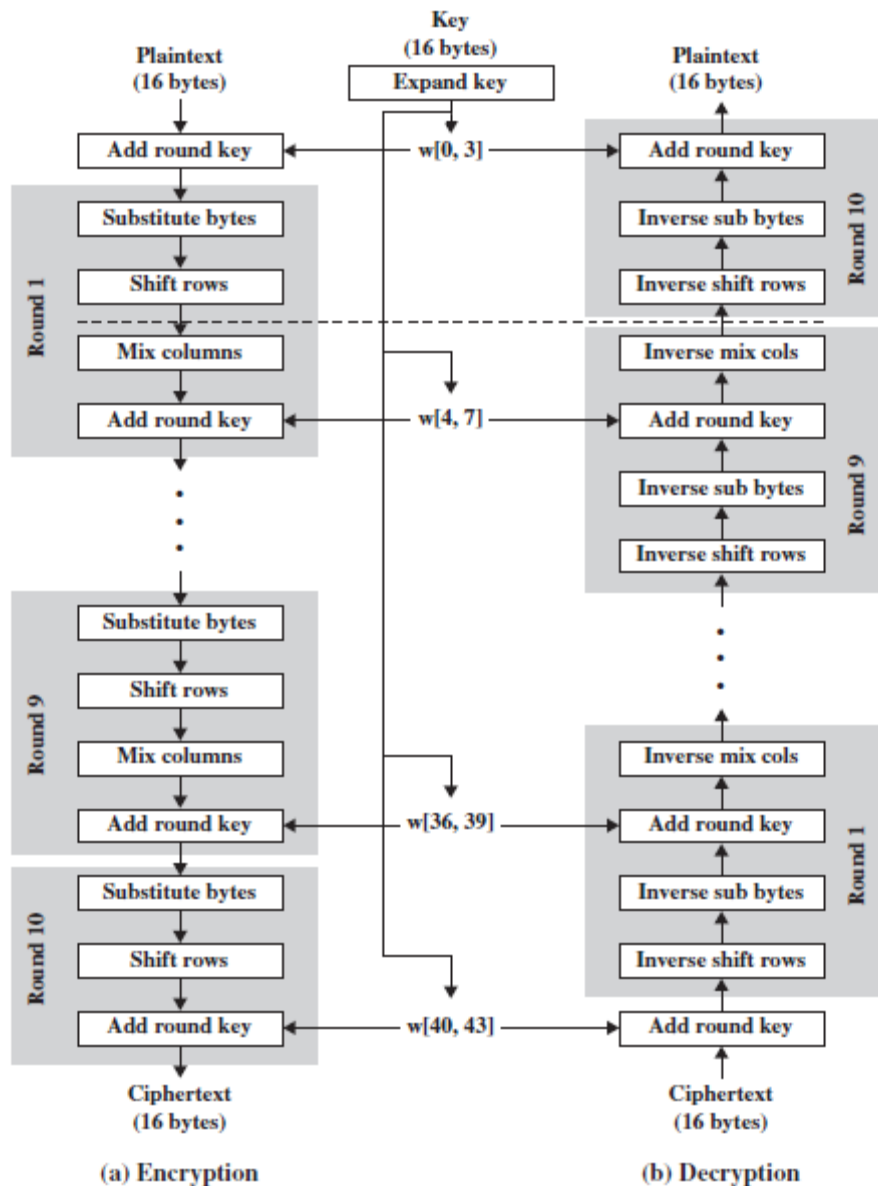 Key
(16 bytes)
Expand key
Plaintext
(16 bytes)
Add round key
Round 1
Substitute bytes
Shift rows
Mix columns
Add round key
Round 9
Substitute bytes
Shift rows
Mix columns
Add round key
Round 10
Substitute bytes
Shift rows
Add round key
Ciphertext
(16 bytes)
(a) Encryption
w[0, 3]
w[4, 7]
w[36, 39]
w[40, 43]
Plaintext
(16 bytes)
Add round key
Inverse sub bytes
Inverse shift rows
Round 10
Inverse mix cols
Add round key
Inverse sub bytes
Inverse shift rows
Round 9
Inverse mix cols
Add round key
Inverse sub bytes
Inverse shift rows
Round 1
Add round key
Ciphertext
(16 bytes)
(b) Decryption